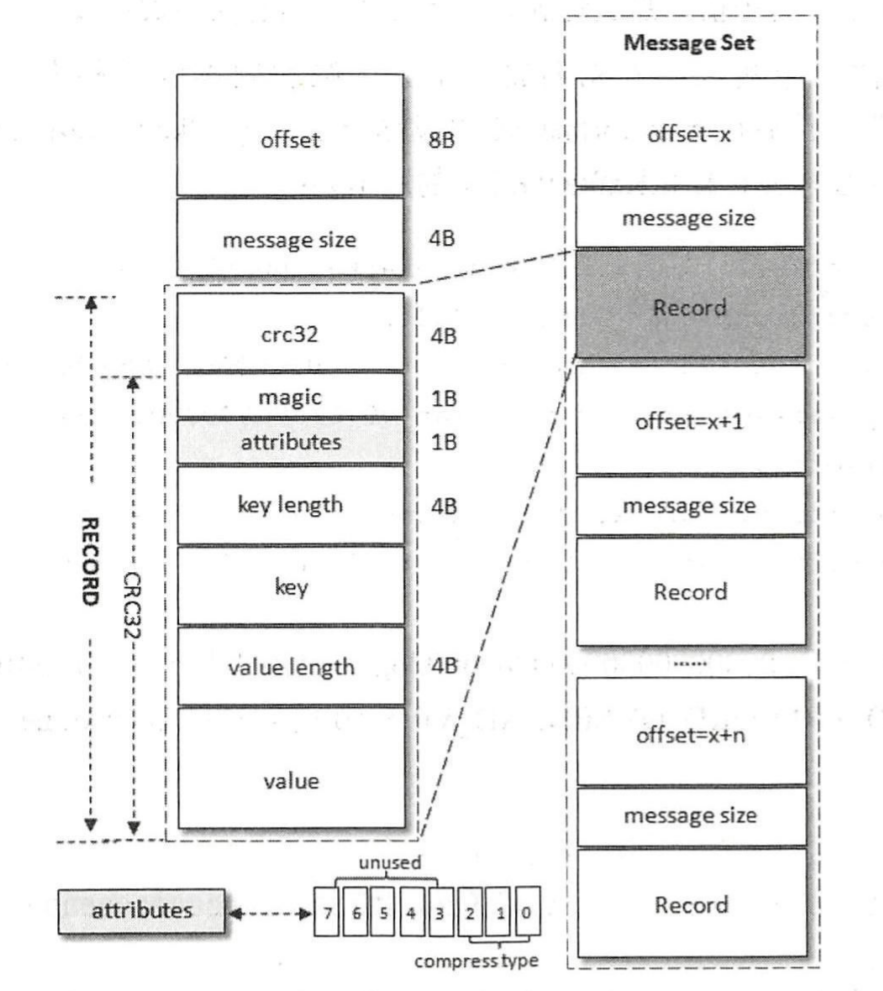 Message Set
offset
8B
message size
4B
crc32
4B
magic
1B
attributes
1B
key length
4B
key
value length
4B
value
RECORD
CRC32
offset=x
message size
Record
offset=x+1
message size
Record
......
offset=x+n
message size
Record
unused
attributes
7 6 5 4 3 2 1 0
compress type